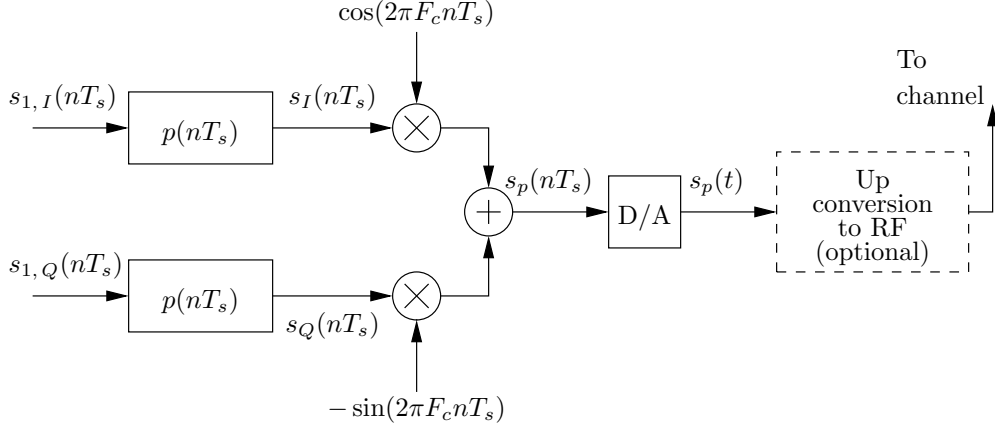 cos(2πF_c nT_s)
To
channel
s_{1, I}(nT_s)
p(nT_s)
s_I(nT_s)
s_p(nT_s)
D/A
s_p(t)
Up
conversion
to RF
(optional)
s_{1, Q}(nT_s)
p(nT_s)
s_Q(nT_s)
− sin(2πF_c nT_s)